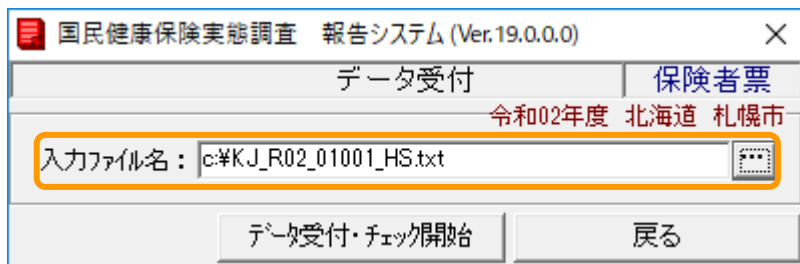 国民健康保険実態調査　報告システム (Ver.19.0.0.0)
データ受付　保険者票
令和02年度　北海道　札幌市
入力ﾌｧｲﾙ名： c:¥KJ_R02_01001_HS.txt ...
ﾃﾞｰﾀ受付・ﾁｪｯｸ開始　戻る